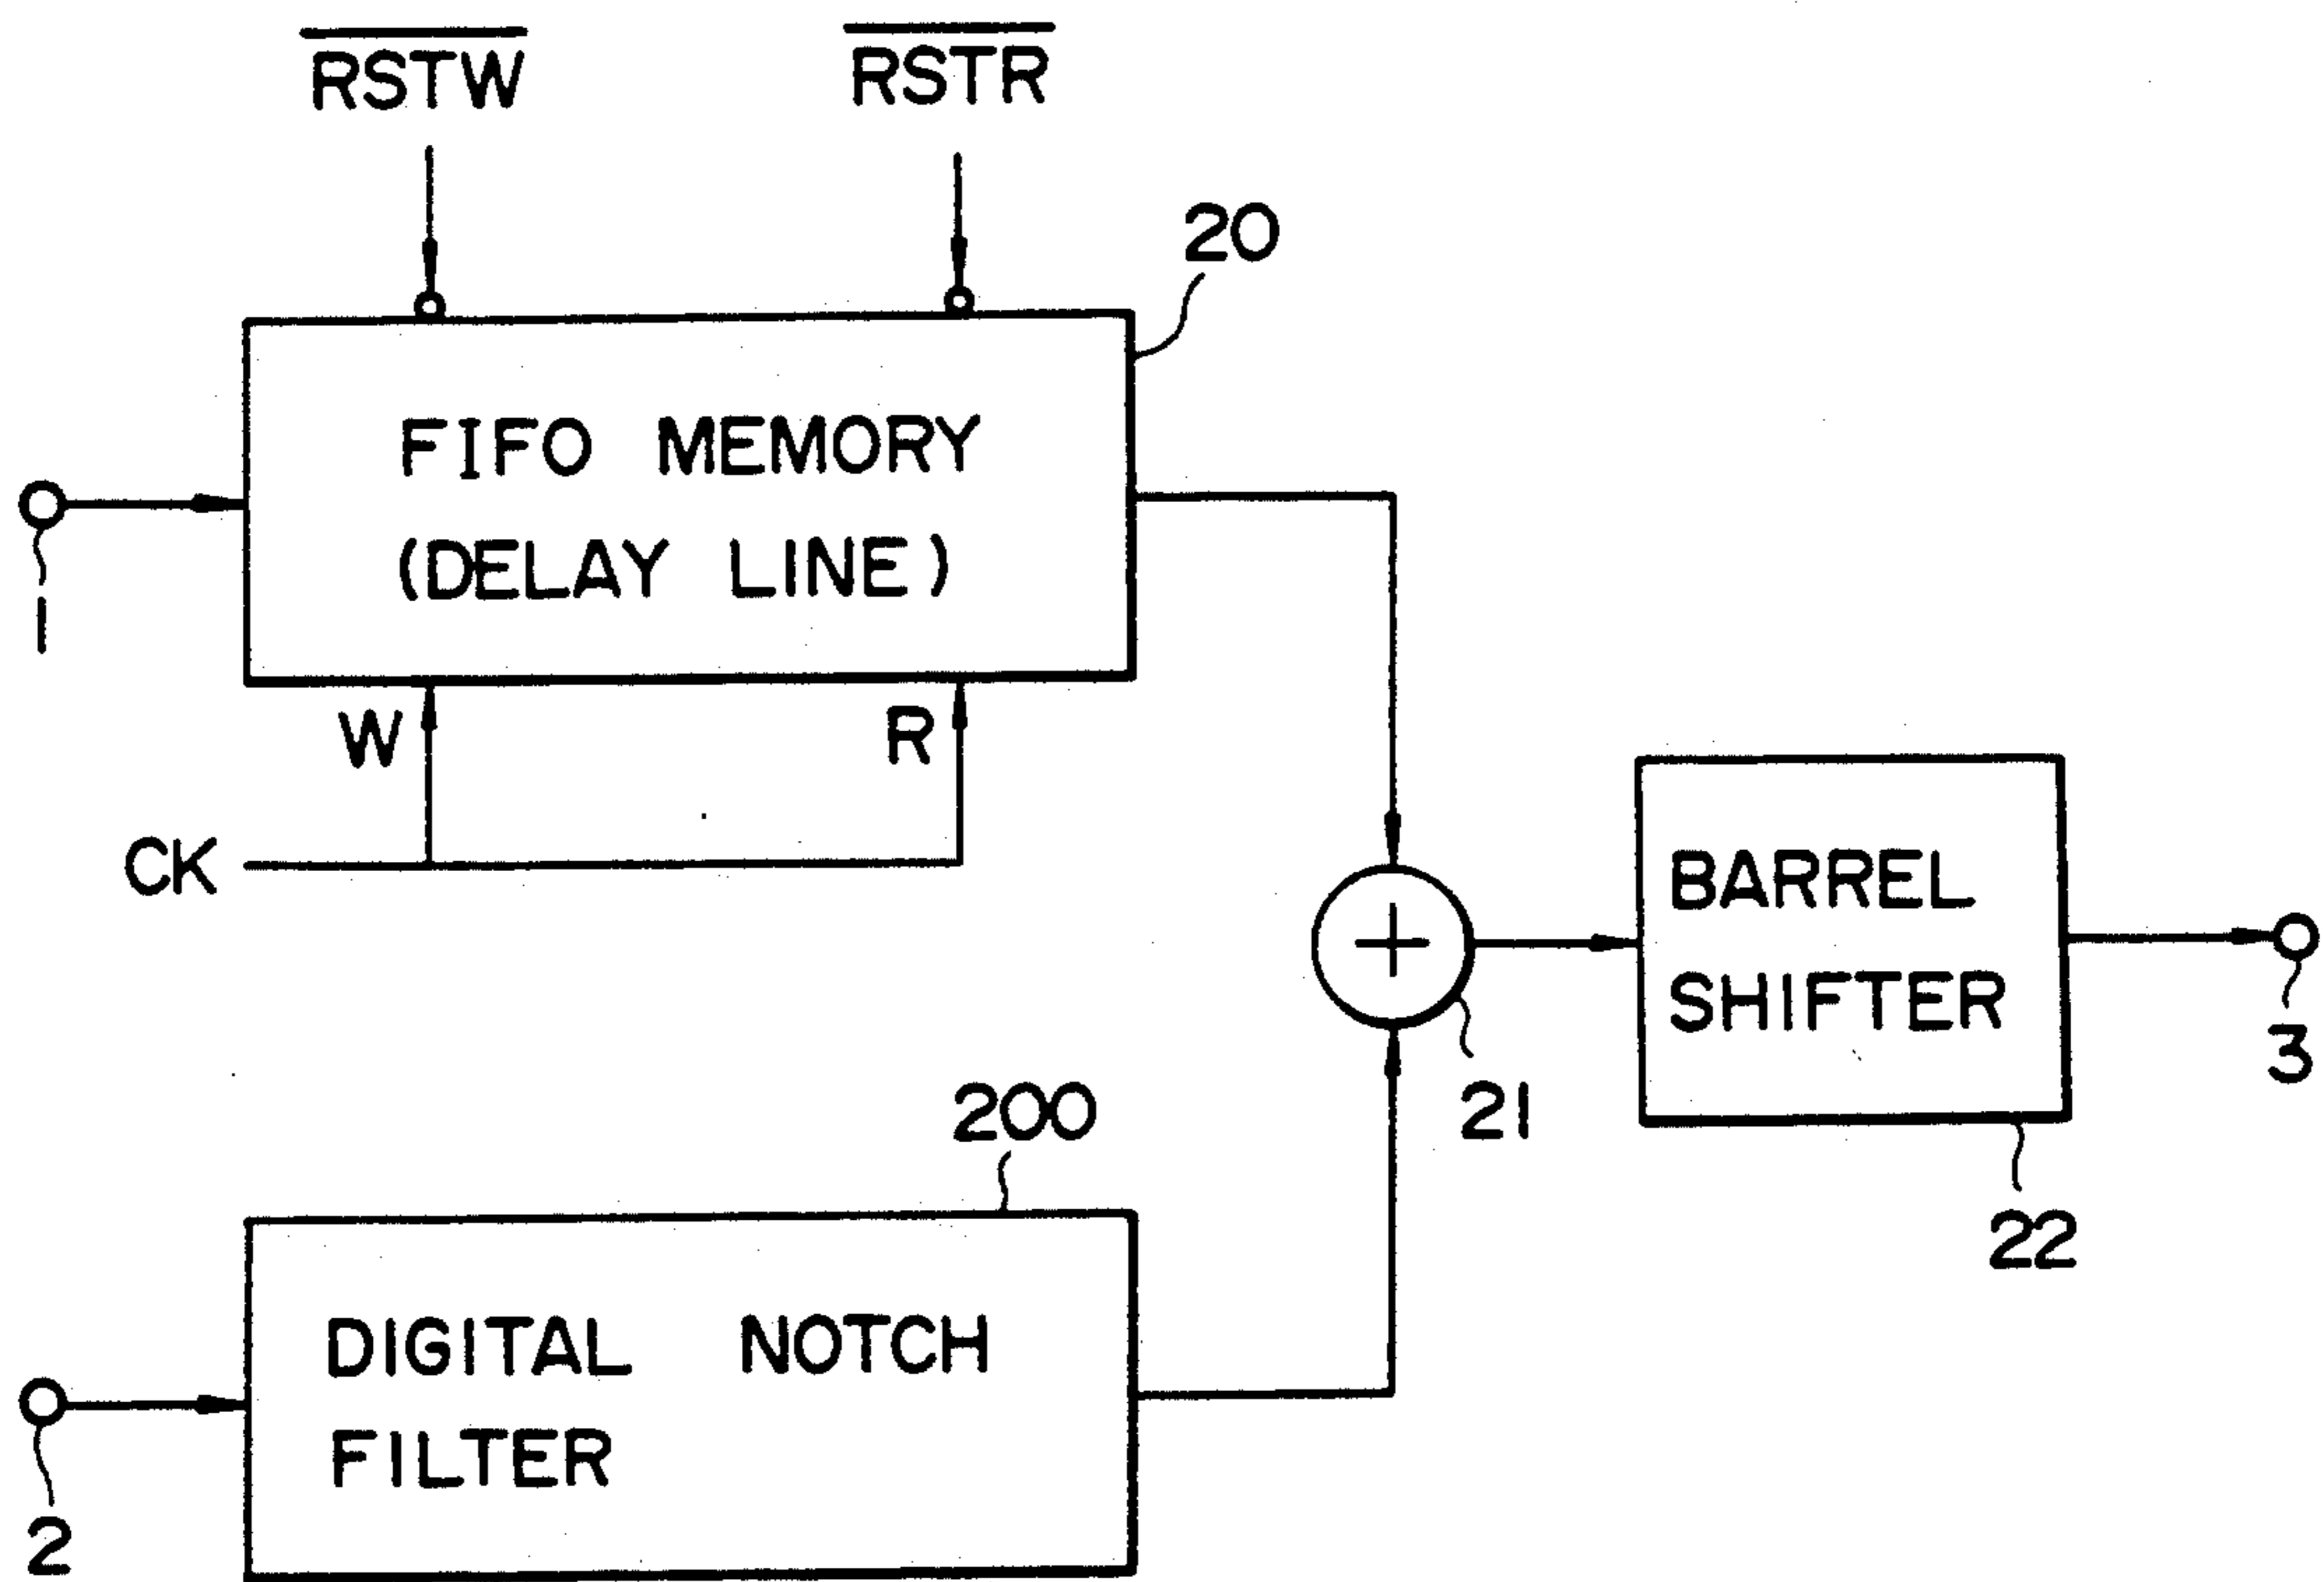 RSTW
RSTR
20
FIFO MEMORY
(DELAY LINE)
1
W
R
CK
BARREL
SHIFTER
+
3
21
200
22
DIGITAL NOTCH
FILTER
2